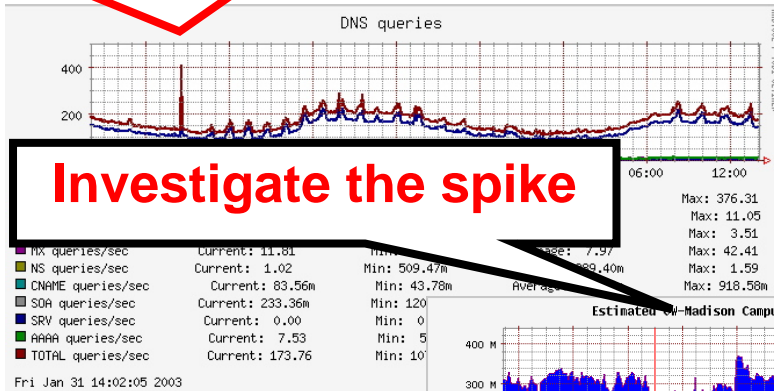 DNS queries
400
200
06:00 12:00
Investigate the spike
Max: 376.31
Max: 11.05
Max: 3.51
MX queries/sec Current: 11.81 7.97 Max: 42.41
NS queries/sec Current: 1.02 Min: 509.47m Max: 1.59
CNAME queries/sec Current: 83.56m Min: 43.78m Max: 918.58m
SOA queries/sec Current: 233.36m Min: 120
SRV queries/sec Current: 0.00 Min: 0
AAAA queries/sec Current: 7.53 Min: 5
TOTAL queries/sec Current: 173.76 Min: 10
Estimated UW-Madison Campu
400 M
300 M
Fri Jan 31 14:02:05 2003